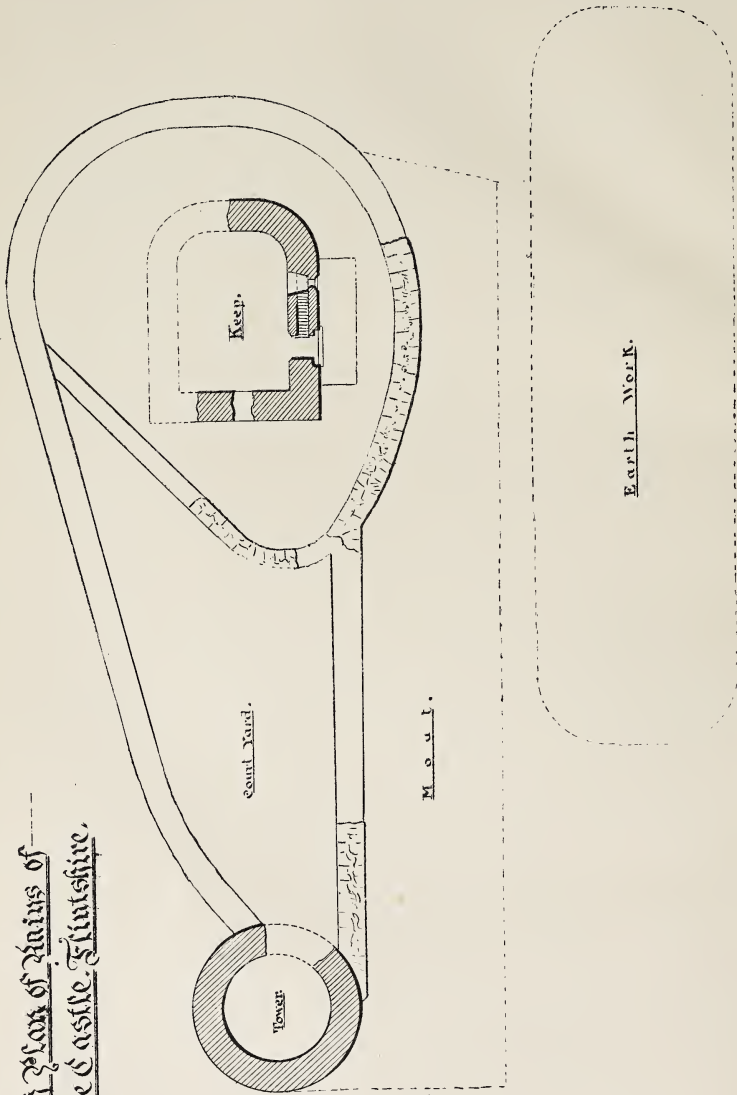 Plan of Ruins of
Castle. Flintshire.
Keep.
Court Yard.
Tower.
Moat.
Earth Work.